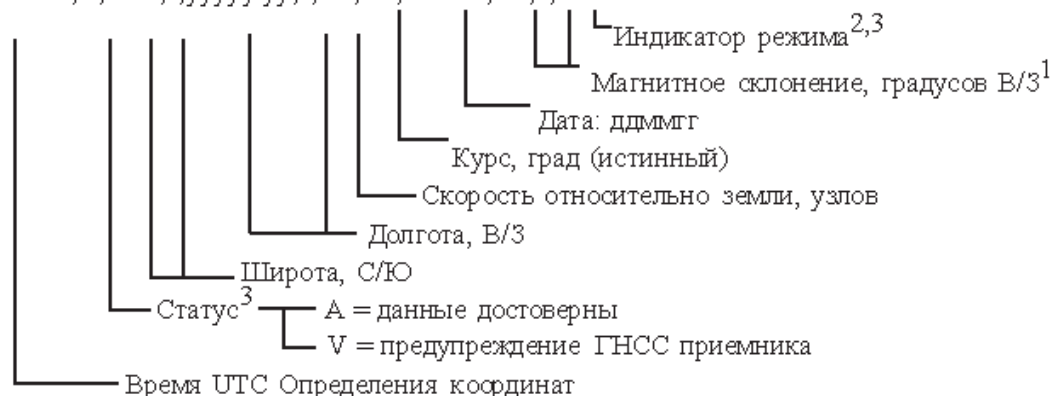 Индикатор режима2,3
Магнитное склонение, градусов В/З1
Дата: ддммгг
Курс, град (истинный)
Скорость относительно земли, узлов
Долгота, В/З
Широта, С/Ю
Статус3 A = данные достоверны
V = предупреждение ГНСС приемника
Время UTC Определения координат